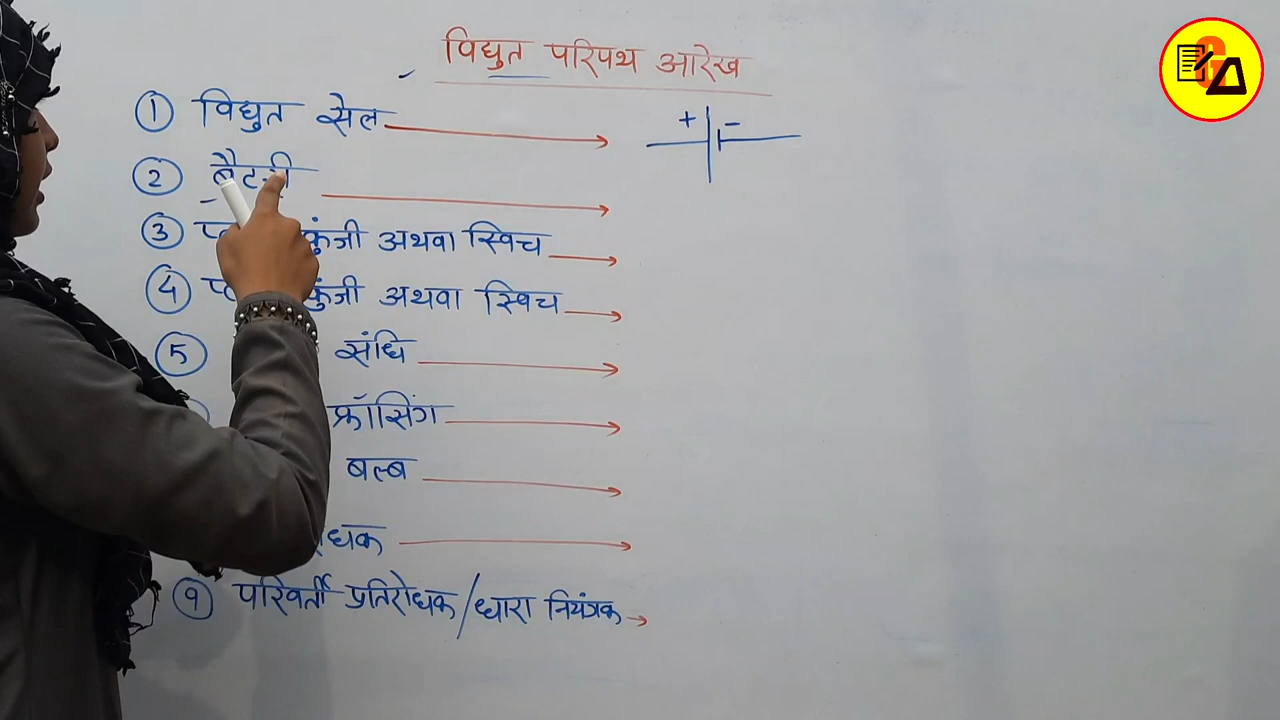 विद्युत परिपथ आरेख
① विद्युत सेल + -
② बैटरी
③ कुंजी अथवा स्विच
④ कुंजी अथवा स्विच
⑤ संधि
क्रॉसिंग
बल्ब
⑨ परिवर्ती प्रतिरोधक/धारा नियंत्रक